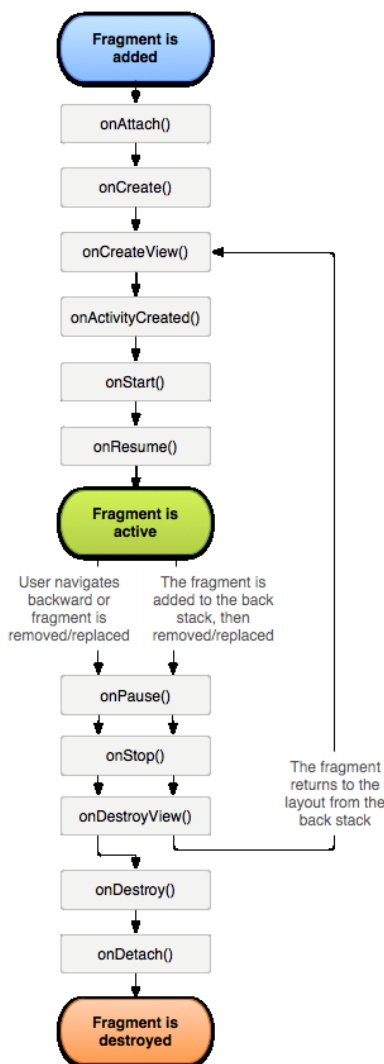 Fragment is
added
onAttach()
onCreate()
onCreateView()
onActivityCreated()
onStart()
onResume()
Fragment is
active
User navigates
backward or
fragment is
removed/replaced
The fragment is
added to the back
stack, then
removed/replaced
onPause()
onStop()
onDestroyView()
The fragment
returns to the
layout from the
back stack
onDestroy()
onDetach()
Fragment is
destroyed